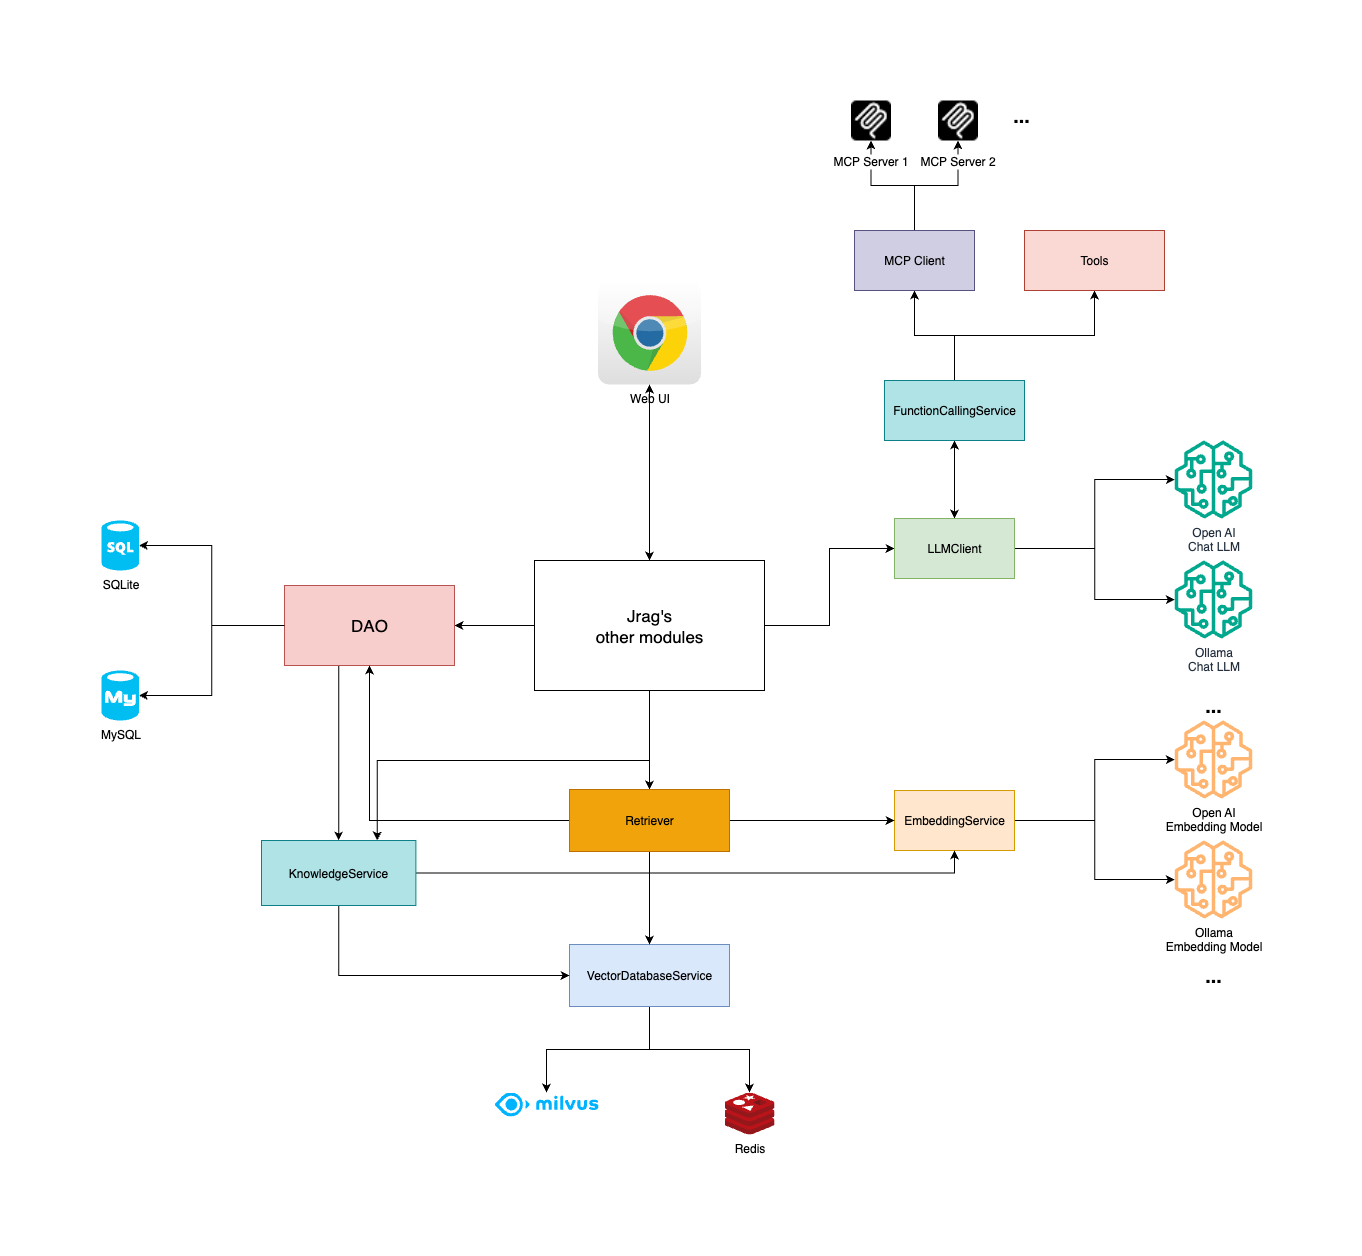 ...
MCP Server 1
MCP Server 2
MCP Client
Tools
Web UI
FunctionCallingService
SQL
SQLite
LLMClient
Open AI
Chat LLM
DAO
Jrag's
other modules
Ollama
Chat LLM
My
MySQL
...
Retriever
EmbeddingService
Open AI
Embedding Model
KnowledgeService
Ollama
Embedding Model
VectorDatabaseService
...
milvus
Redis